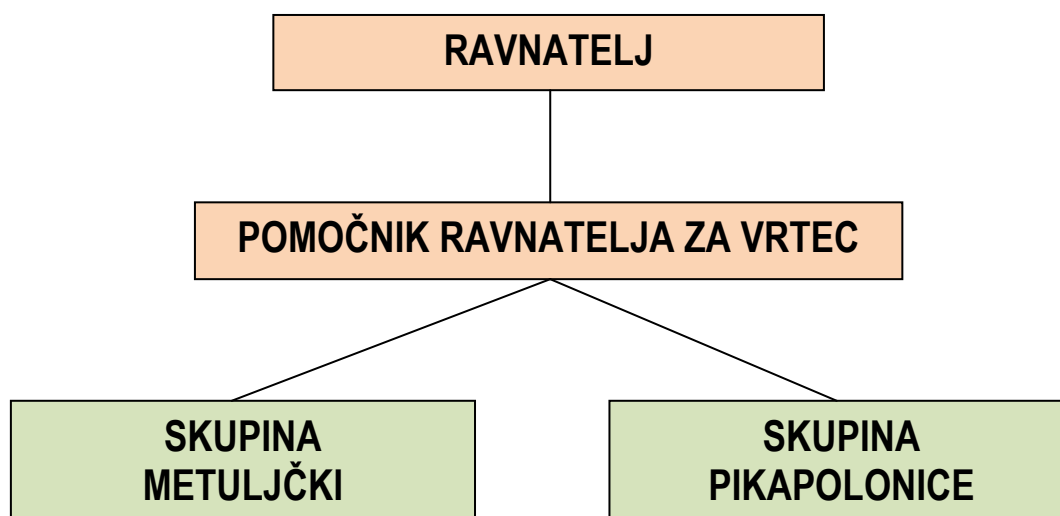 RAVNATELJ
POMOČNIK RAVNATELJA ZA VRTEC
SKUPINA
METULJČKI
SKUPINA
PIKAPOLONICE